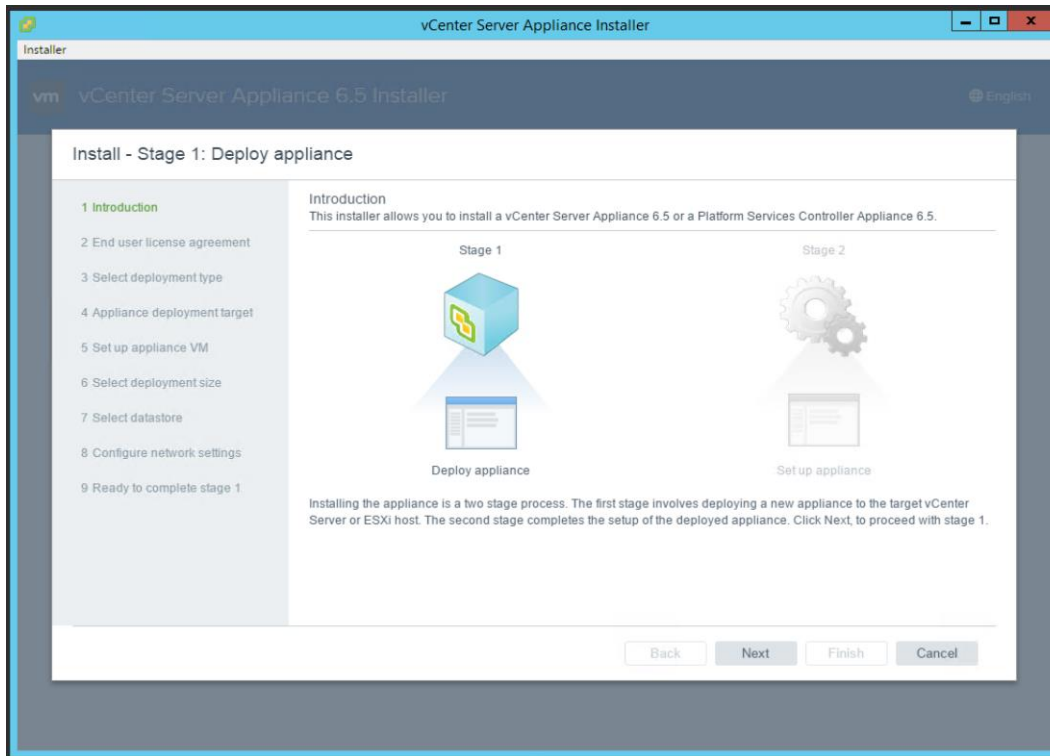 vCenter Server Appliance Installer
Installer
vm vCenter Server Appliance 6.5 Installer
English
Install - Stage 1: Deploy appliance
1 Introduction
2 End user license agreement
3 Select deployment type
4 Appliance deployment target
5 Set up appliance VM
6 Select deployment size
7 Select datastore
8 Configure network settings
9 Ready to complete stage 1
Introduction
This installer allows you to install a vCenter Server Appliance 6.5 or a Platform Services Controller Appliance 6.5.
Stage 1
Stage 2
Deploy appliance
Set up appliance
Installing the appliance is a two stage process. The first stage involves deploying a new appliance to the target vCenter
Server or ESXi host. The second stage completes the setup of the deployed appliance. Click Next, to proceed with stage 1.
Back
Next
Finish
Cancel